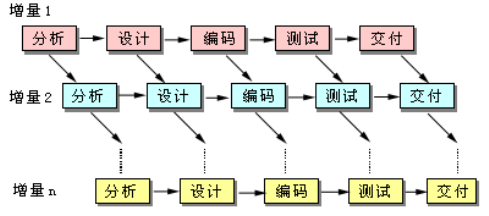 增量1
分析 设计 编码 测试 交付
增量2
分析 设计 编码 测试 交付
增量n
分析 设计 编码 测试 交付